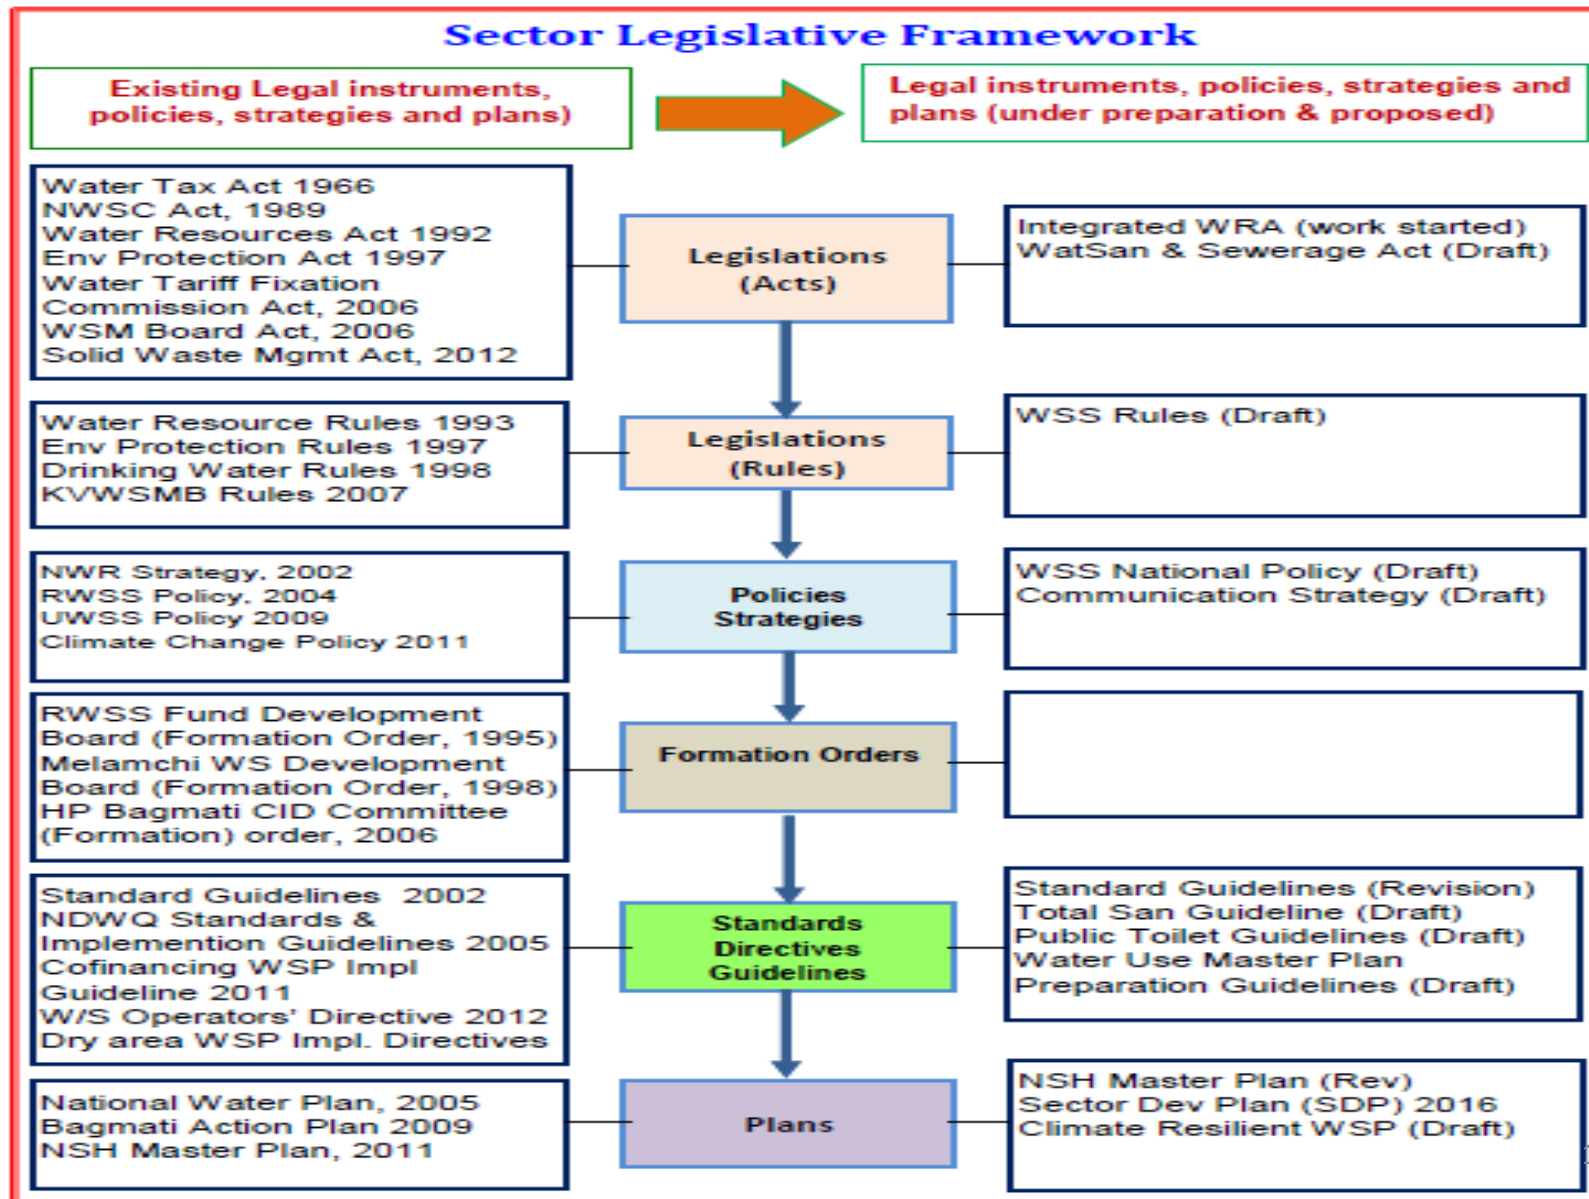 Sector Legislative Framework
Existing Legal instruments,
policies, strategies and plans)
Legal instruments, policies, strategies and
plans (under preparation & proposed)
Water Tax Act 1966
NWSC Act, 1989
Water Resources Act 1992
Env Protection Act 1997
Water Tariff Fixation
Commission Act, 2006
WSM Board Act, 2006
Solid Waste Mgmt Act, 2012
Legislations
(Acts)
Integrated WRA (work started)
WatSan & Sewerage Act (Draft)
Water Resource Rules 1993
Env Protection Rules 1997
Drinking Water Rules 1998
KVWSMB Rules 2007
Legislations
(Rules)
WSS Rules (Draft)
NWR Strategy, 2002
RWSS Policy, 2004
UWSS Policy 2009
Climate Change Policy 2011
Policies
Strategies
WSS National Policy (Draft)
Communication Strategy (Draft)
RWSS Fund Development
Board (Formation Order, 1995)
Melamchi WS Development
Board (Formation Order, 1998)
HP Bagmati CID Committee
(Formation) order, 2006
Formation Orders
Standard Guidelines 2002
NDWQ Standards &
Implemention Guidelines 2005
Cofinancing WSP Impl
Guideline 2011
W/S Operators' Directive 2012
Dry area WSP Impl. Directives
Standards
Directives
Guidelines
Standard Guidelines (Revision)
Total San Guideline (Draft)
Public Toilet Guidelines (Draft)
Water Use Master Plan
Preparation Guidelines (Draft)
National Water Plan, 2005
Bagmati Action Plan 2009
NSH Master Plan, 2011
Plans
NSH Master Plan (Rev)
Sector Dev Plan (SDP) 2016
Climate Resilient WSP (Draft)